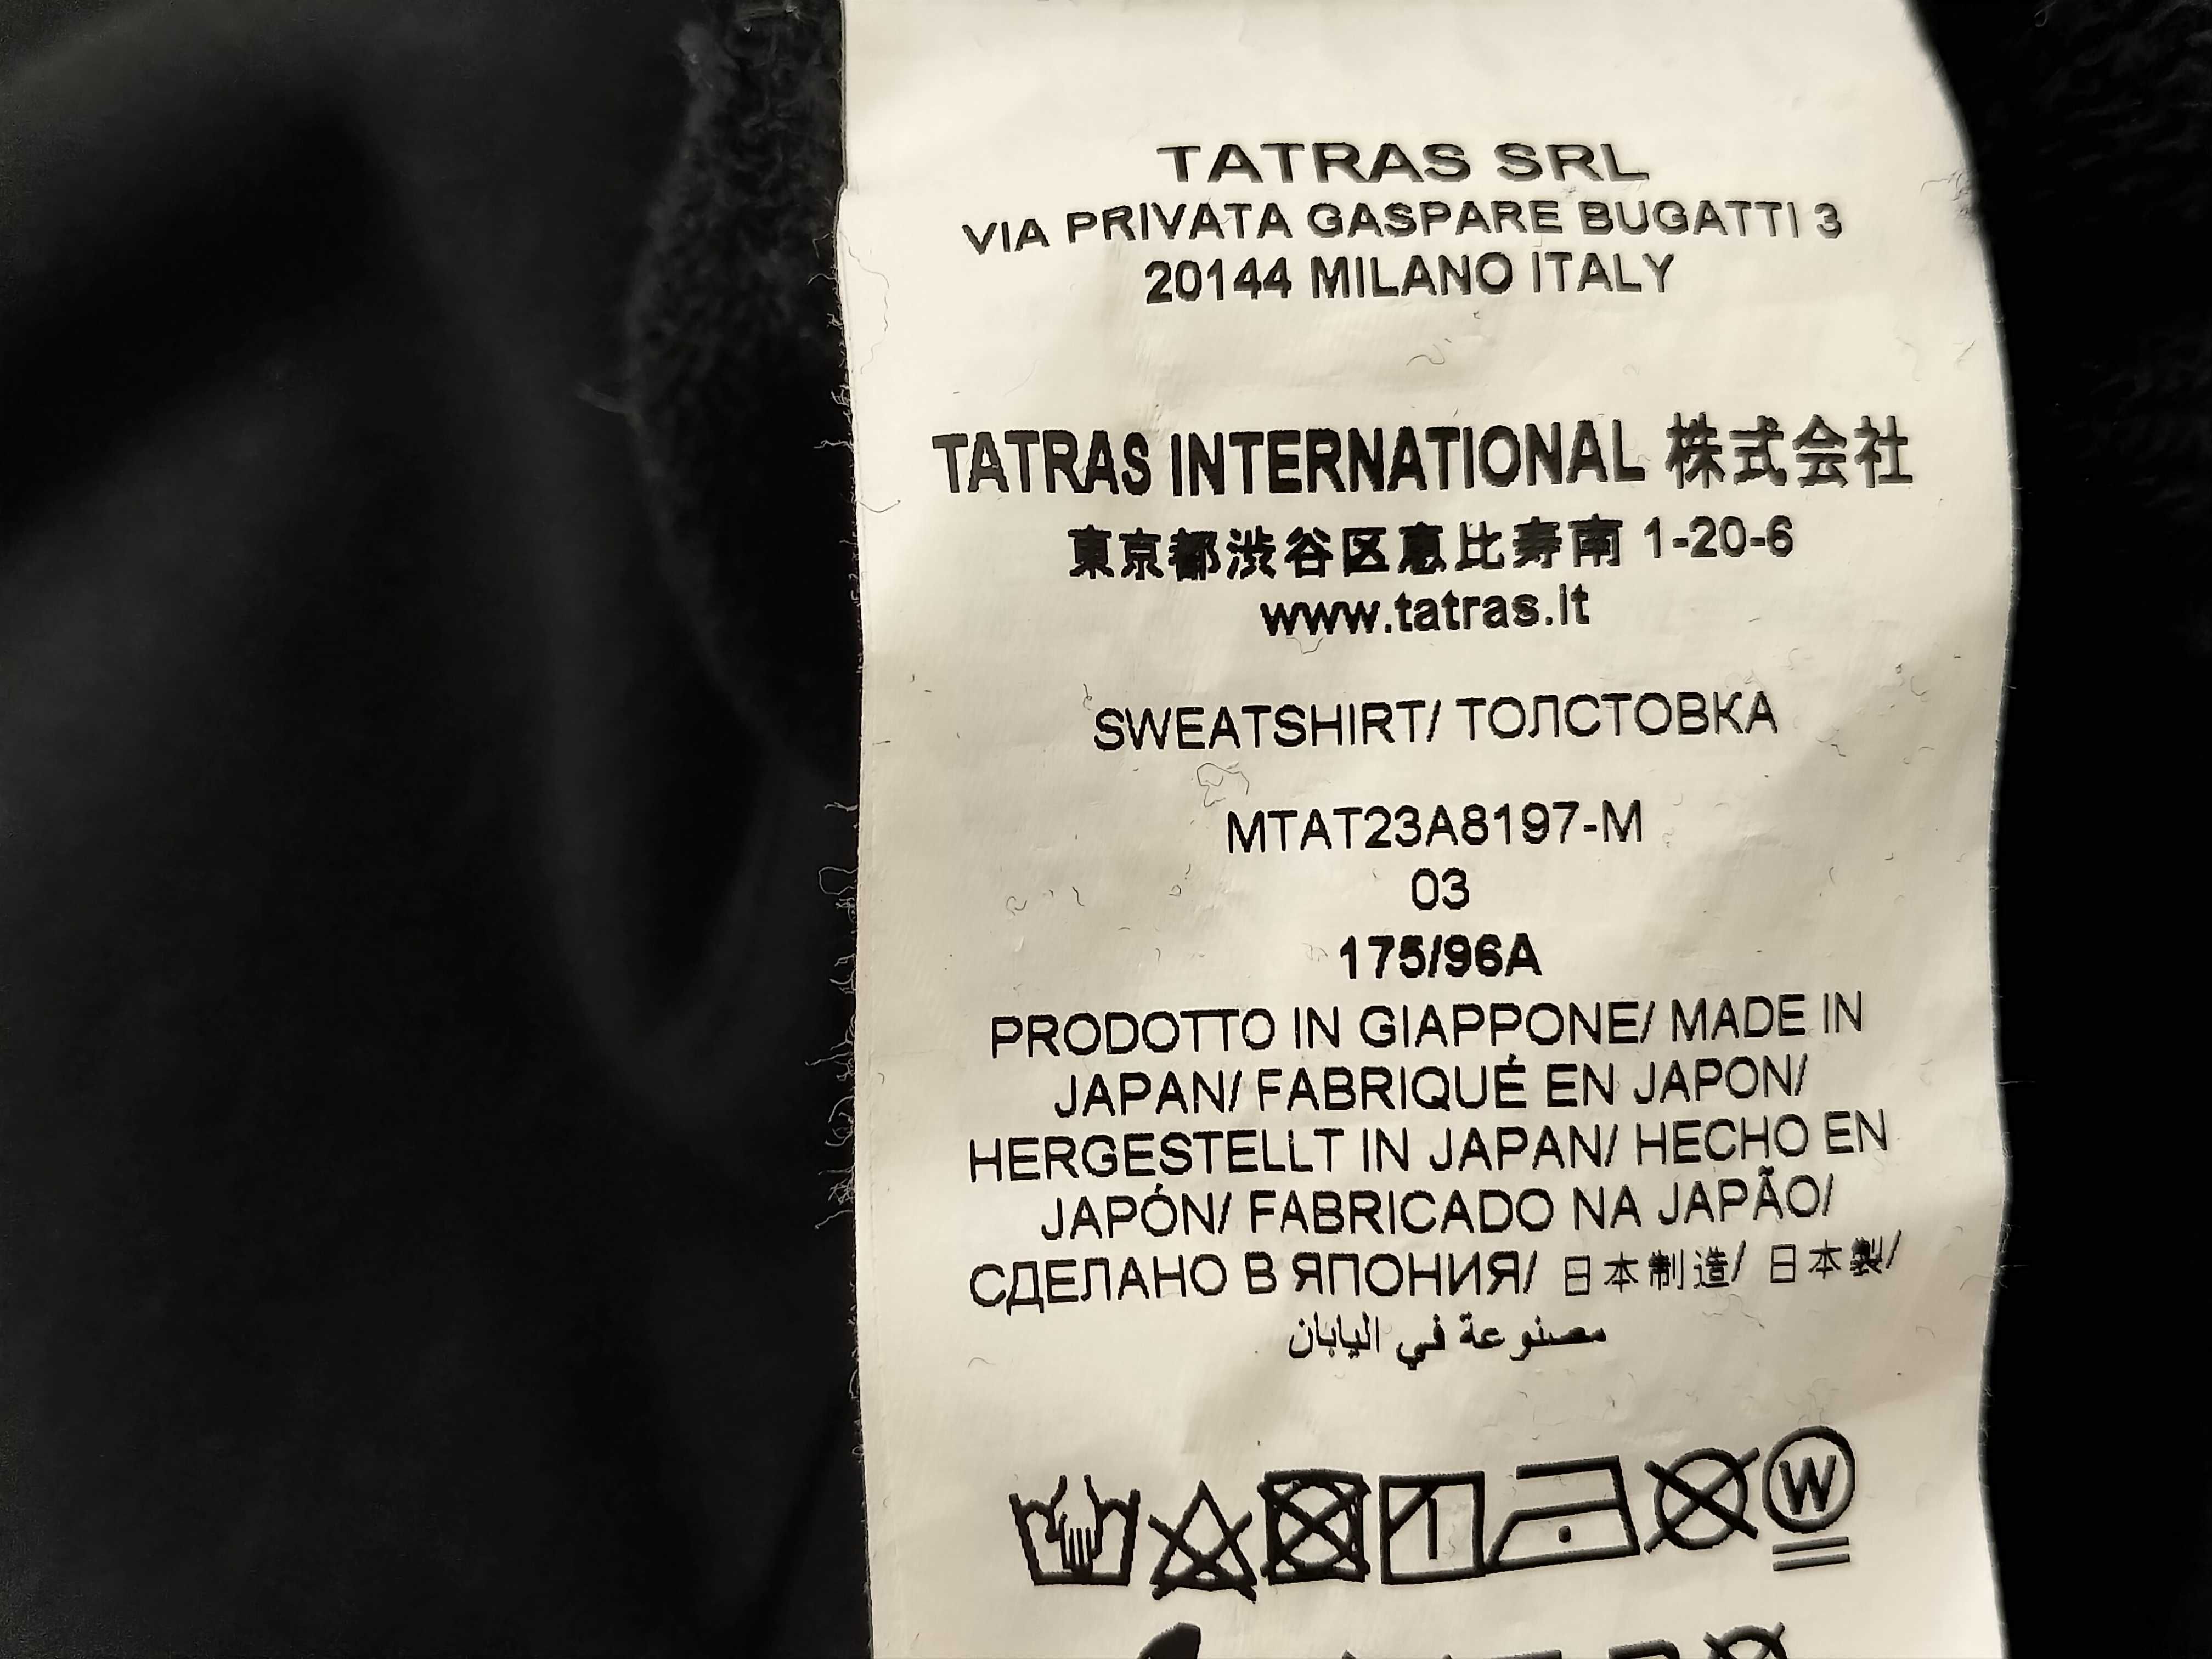 TATRAS SRL
VIA PRIVATA GASPARE BUGATTI 3
20144 MILANO ITALY
TATRAS INTERNATIONAL 株式会社
東京都渋谷区恵比寿南 1-20-6
www.tatras.it
SWEATSHIRT/ ТОЛСТОВКА
MTAT23A8197-M
03
175/96A
PRODOTTO IN GIAPPONE/ MADE IN
JAPAN/ FABRIQUÉ EN JAPON/
HERGESTELLT IN JAPAN/ HECHO EN
JAPÓN/ FABRICADO NA JAPÃO/
СДЕЛАНО В ЯПОНИЯ/ 日本制造/ 日本製/
مصنوعة في اليابان
W